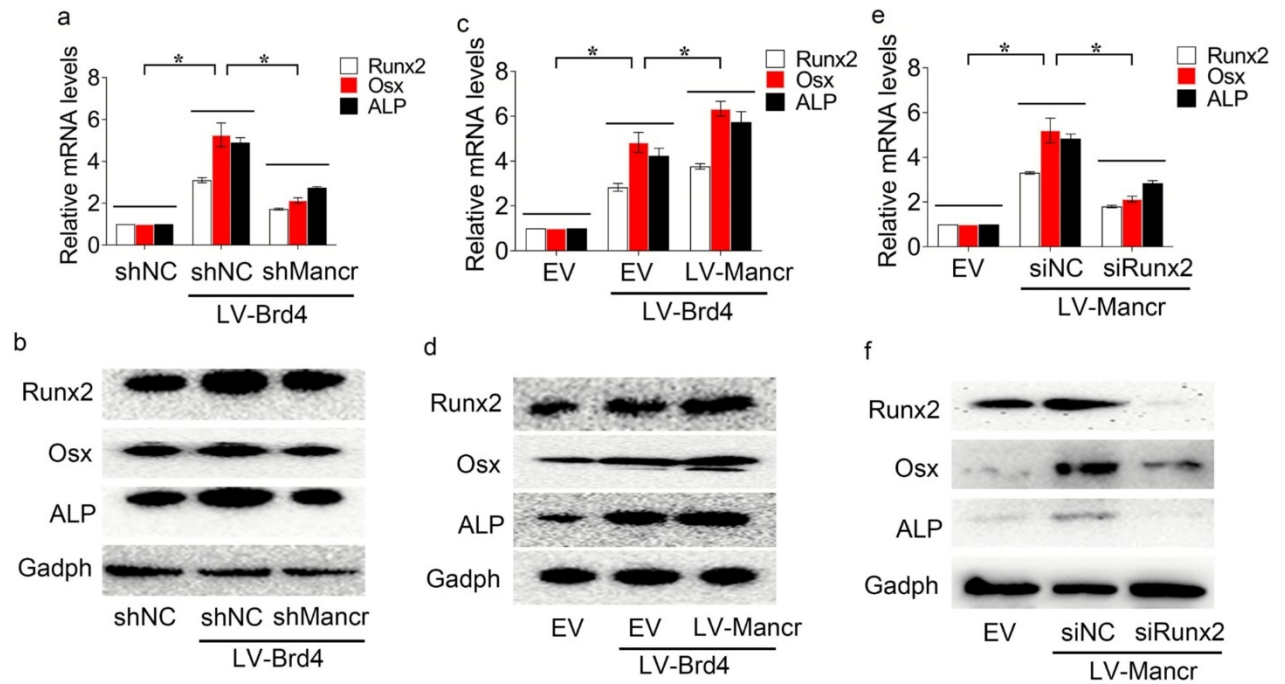 a
Relative mRNA levels
8
6
4
2
0
* *
Runx2
Osx
ALP
shNC shNC shMancr
LV-Brd4
c
Relative mRNA levels
8
6
4
2
0
* *
Runx2
Osx
ALP
EV EV LV-Mancr
LV-Brd4
e
Relative mRNA levels
8
6
4
2
0
* *
Runx2
Osx
ALP
EV siNC siRunx2
LV-Mancr
b
Runx2
Osx
ALP
Gadph
shNC shNC shMancr
LV-Brd4
d
Runx2
Osx
ALP
Gadph
EV EV LV-Mancr
LV-Brd4
f
Runx2
Osx
ALP
Gadph
EV siNC siRunx2
LV-Mancr